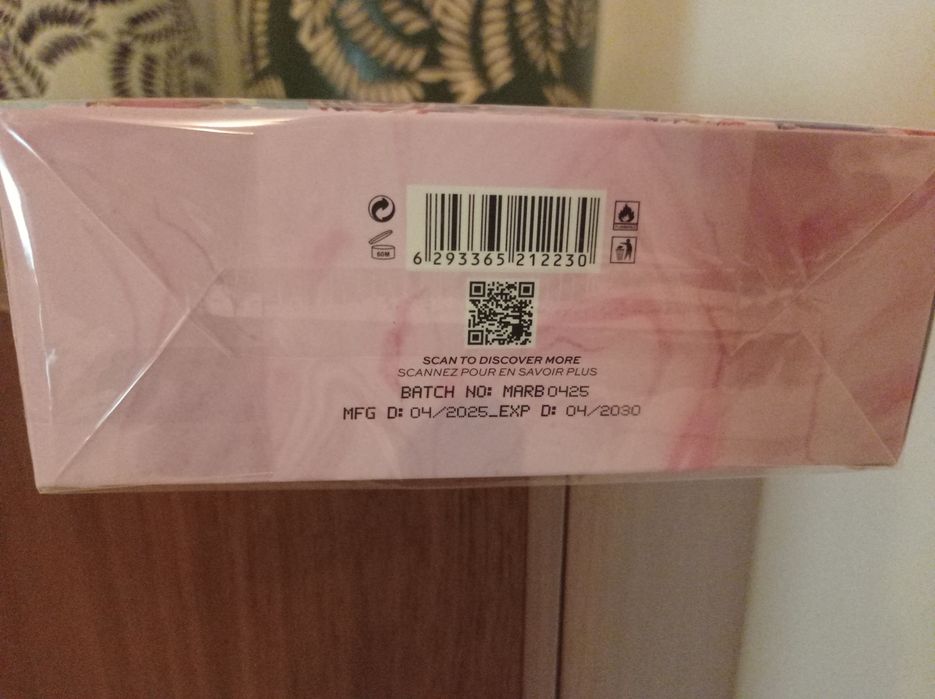 60M
6 293365 212230
SCAN TO DISCOVER MORE
SCANNEZ POUR EN SAVOIR PLUS
BATCH NO: MARB0425
MFG D: 04/2025_EXP D: 04/2030